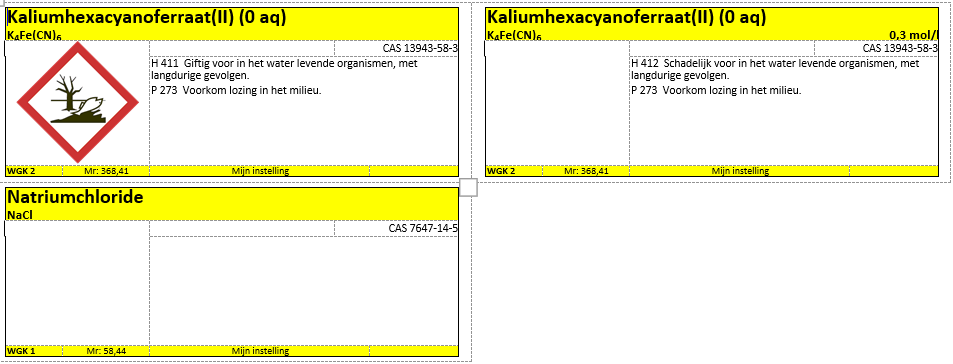 Kaliumhexacyanoferraat(II) (0 aq)
K₄Fe(CN)₆
CAS 13943-58-3
H 411 Giftig voor in het water levende organismen, met
langdurige gevolgen.
P 273 Voorkom lozing in het milieu.
WGK 2 Mr: 368,41 Mijn instelling
Kaliumhexacyanoferraat(II) (0 aq)
K₄Fe(CN)₆ 0,3 mol/l
CAS 13943-58-3
H 412 Schadelijk voor in het water levende organismen, met
langdurige gevolgen.
P 273 Voorkom lozing in het milieu.
WGK 2 Mr: 368,41 Mijn instelling
Natriumchloride
NaCl
CAS 7647-14-5
WGK 1 Mr: 58,44 Mijn instelling